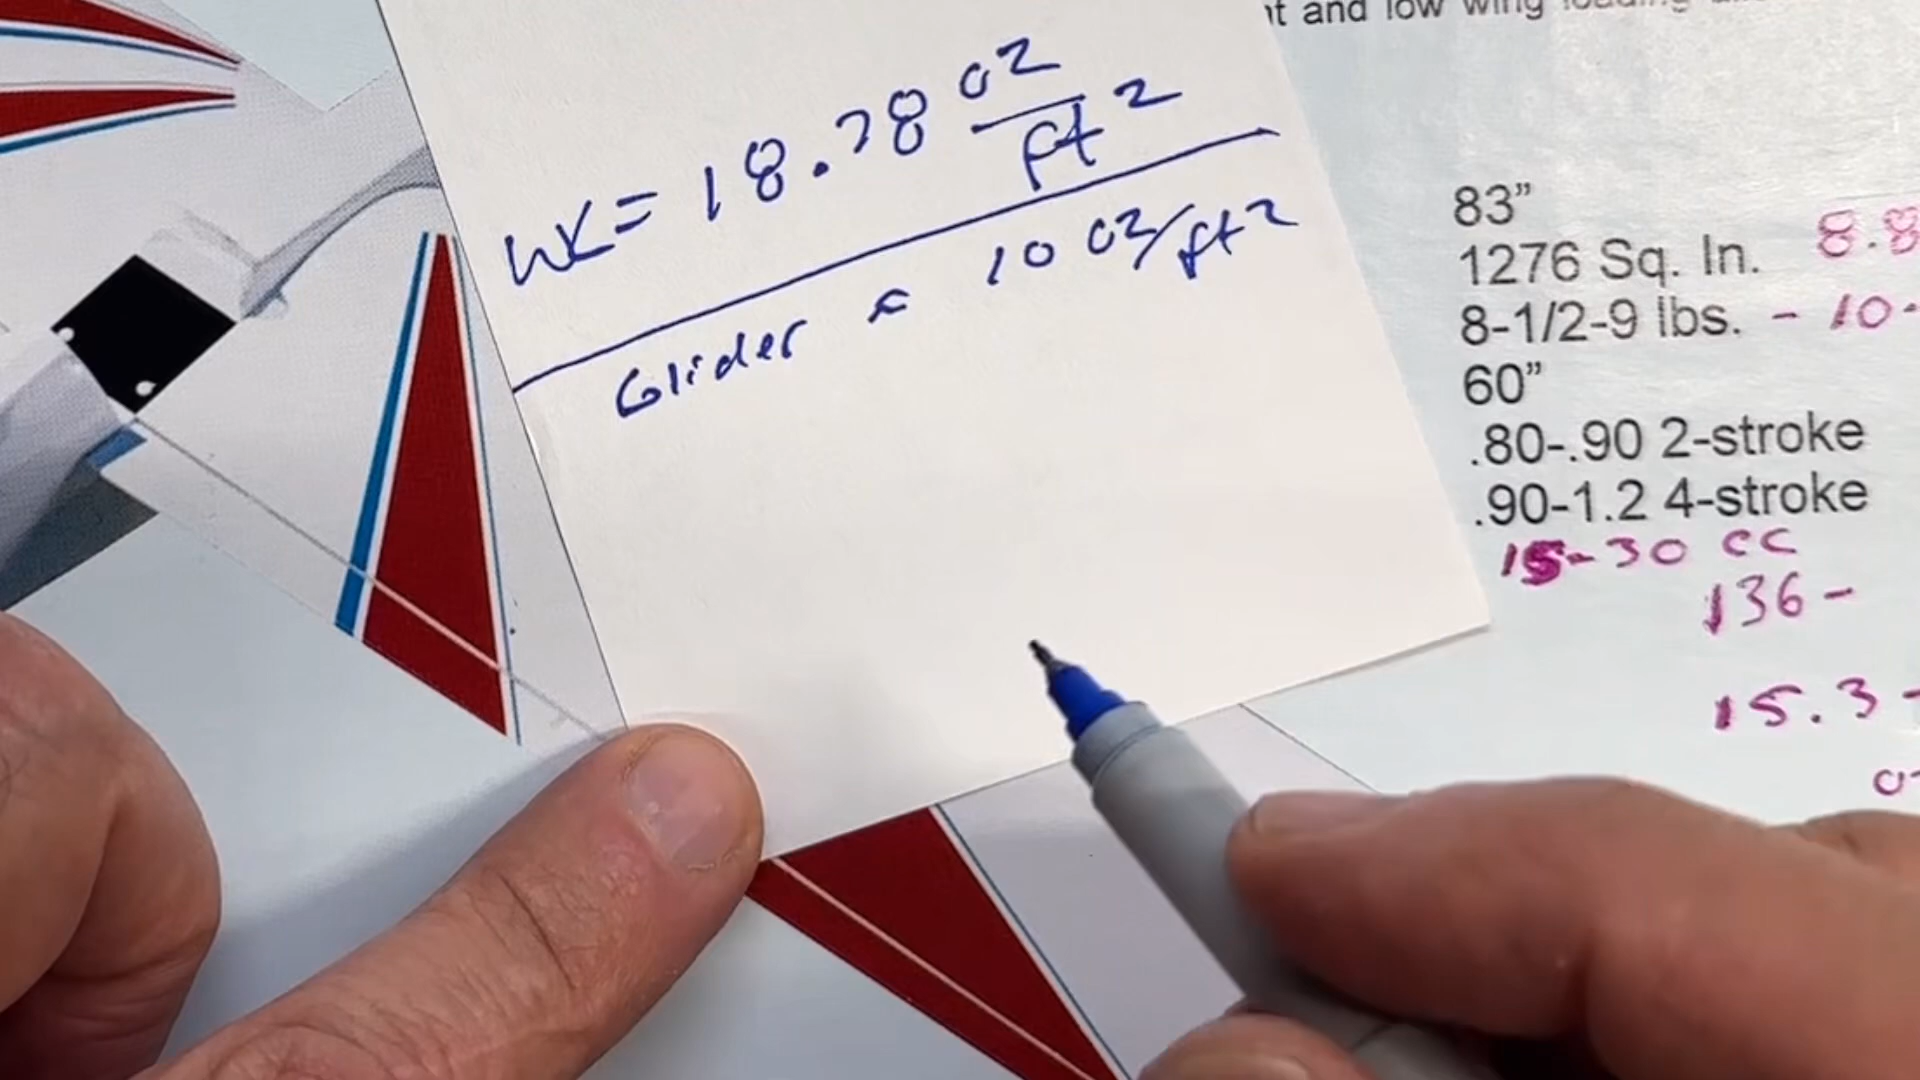 and low wing
WK = 18.78 oz/ft2
Glider = 10 oz/ft2
83”
1276 Sq. In. 8.8
8-1/2-9 lbs. - 10.
60”
.80-.90 2-stroke
.90-1.2 4-stroke
15-30 cc
136-
15.3-